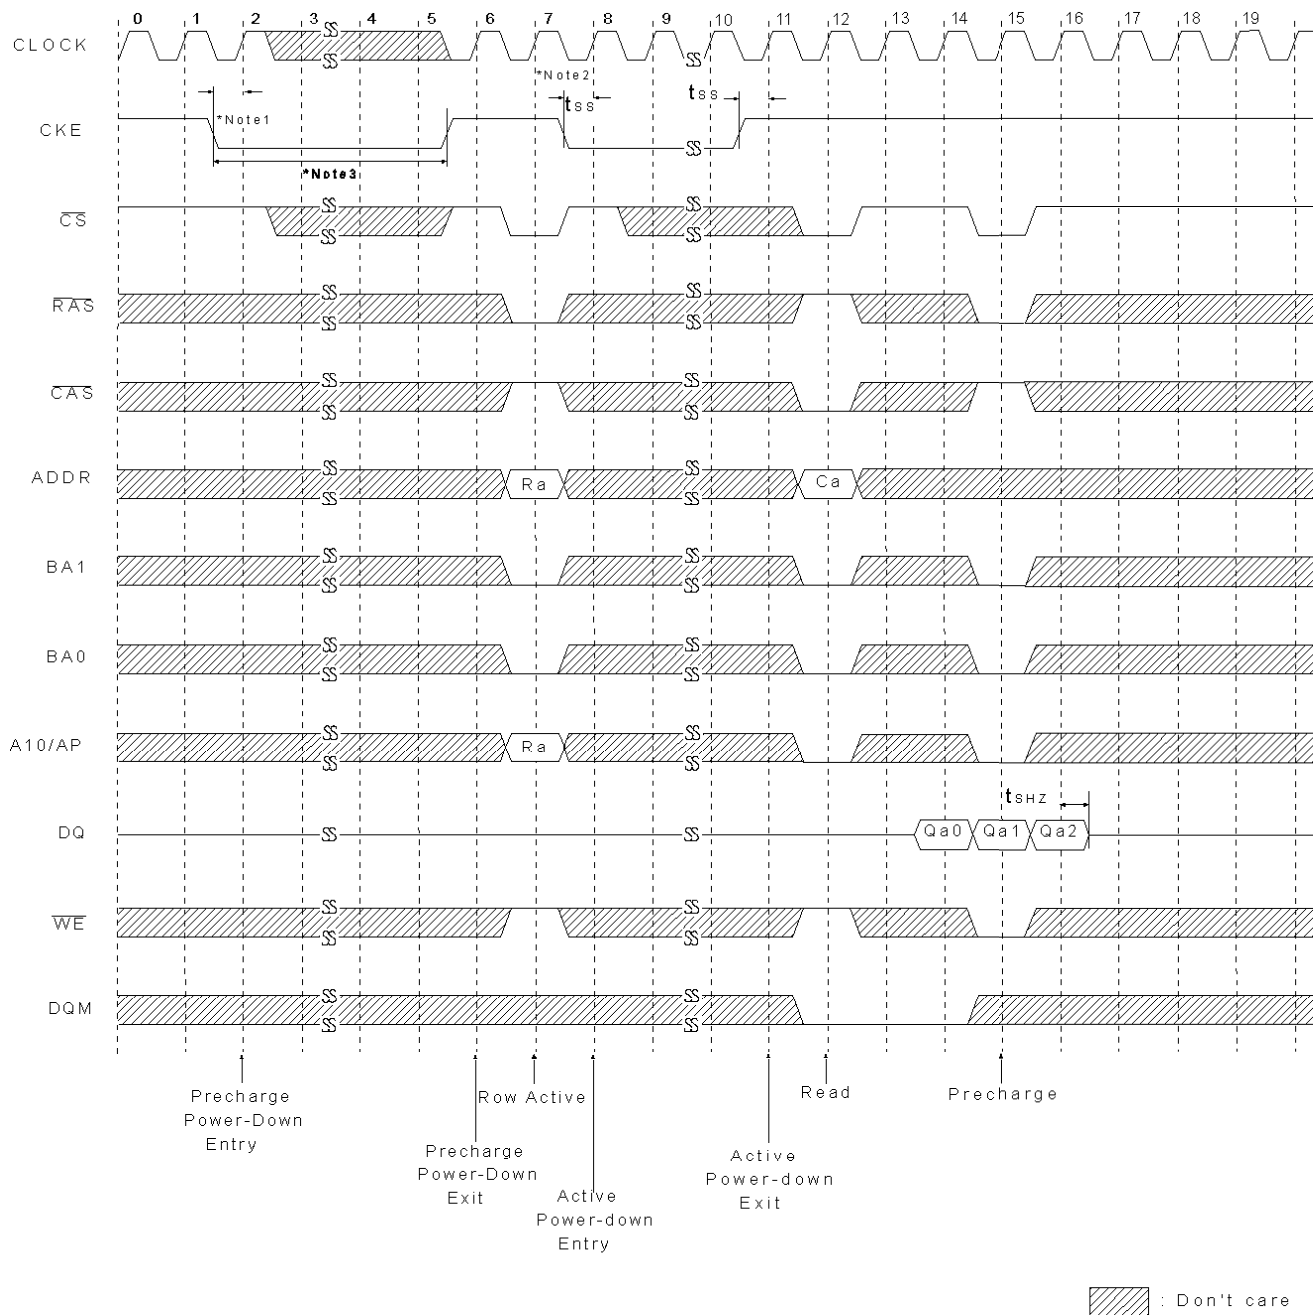 0 1 2 3 4 5 6 7 8 9 10 11 12 13 14 15 16 17 18 19
CLOCK
*Note2
tSS tSS
*Note1
CKE
*Note3
CS
RAS
CAS
ADDR Ra Ca
BA1
BA0
A10/AP Ra
tSHZ
DQ Qa0 Qa1 Qa2
WE
DQM
Precharge
Power-Down
Entry
Row Active
Precharge
Power-Down
Exit
Active
Power-down
Entry
Active
Power-down
Exit
Read
Precharge
: Don't care